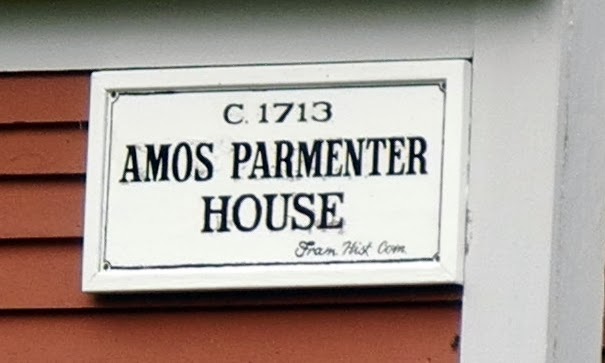 C. 1713
AMOS PARMENTER
HOUSE
Fram Hist Com